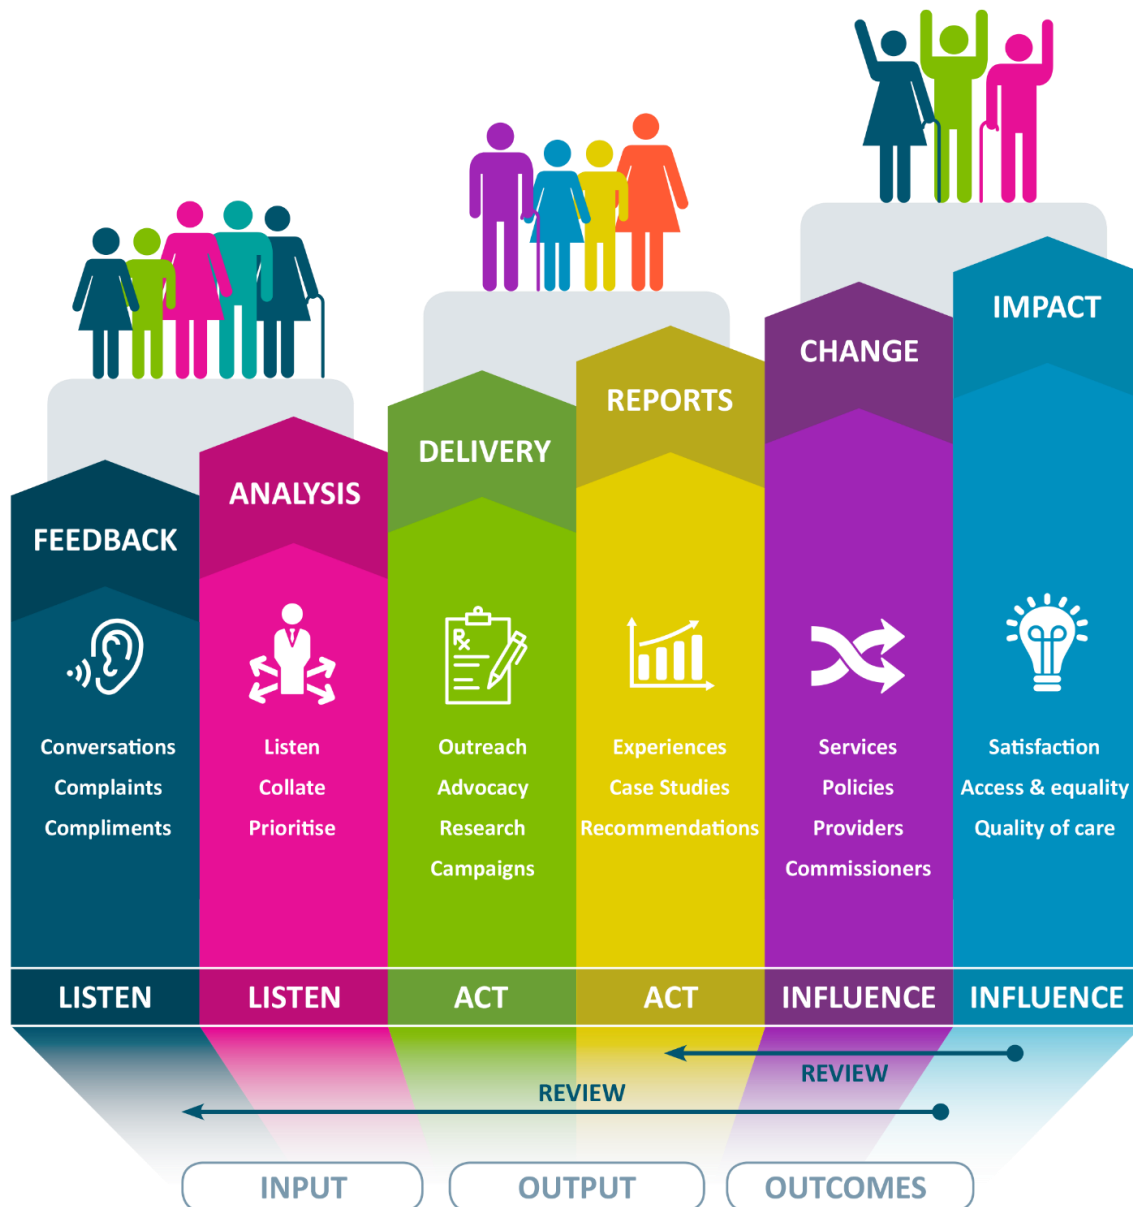 FEEDBACK
Conversations
Complaints
Compliments
LISTEN
ANALYSIS
Listen
Collate
Prioritise
LISTEN
DELIVERY
Rx
Outreach
Advocacy
Research
Campaigns
ACT
REPORTS
Experiences
Case Studies
Recommendations
ACT
CHANGE
Services
Policies
Providers
Commissioners
INFLUENCE
IMPACT
Satisfaction
Access & equality
Quality of care
INFLUENCE
REVIEW
REVIEW
INPUT
OUTPUT
OUTCOMES